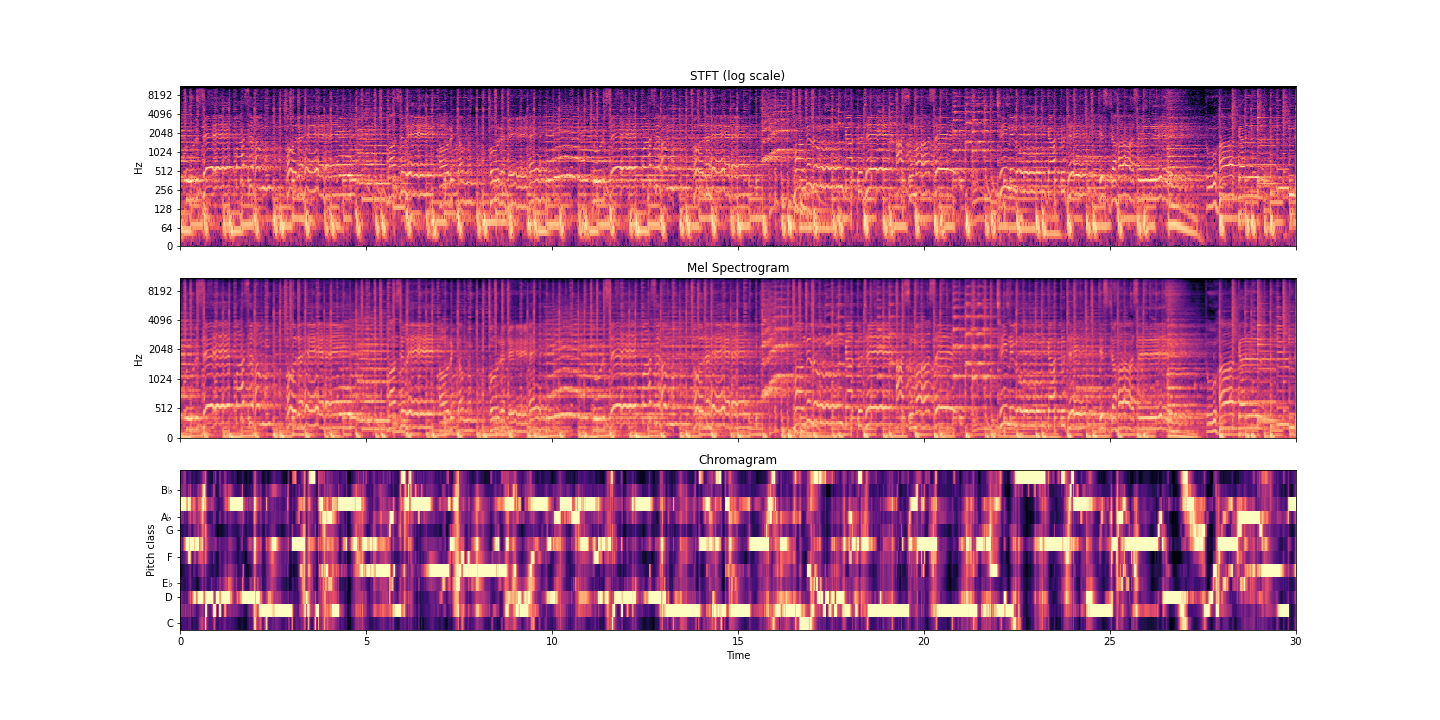 STFT (log scale)
8192
4096
2048
1024
512
256
128
64
0
Hz
Mel Spectrogram
8192
4096
2048
1024
512
0
Hz
Chromagram
B♭
A♭
G
F
E♭
D
C
Pitch class
0 5 10 15 20 25 30
Time